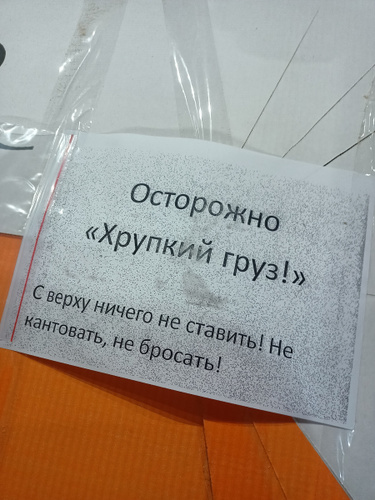 Осторожно
«Хрупкий груз!»
С верху ничего не ставить! Не
кантовать, не бросать!